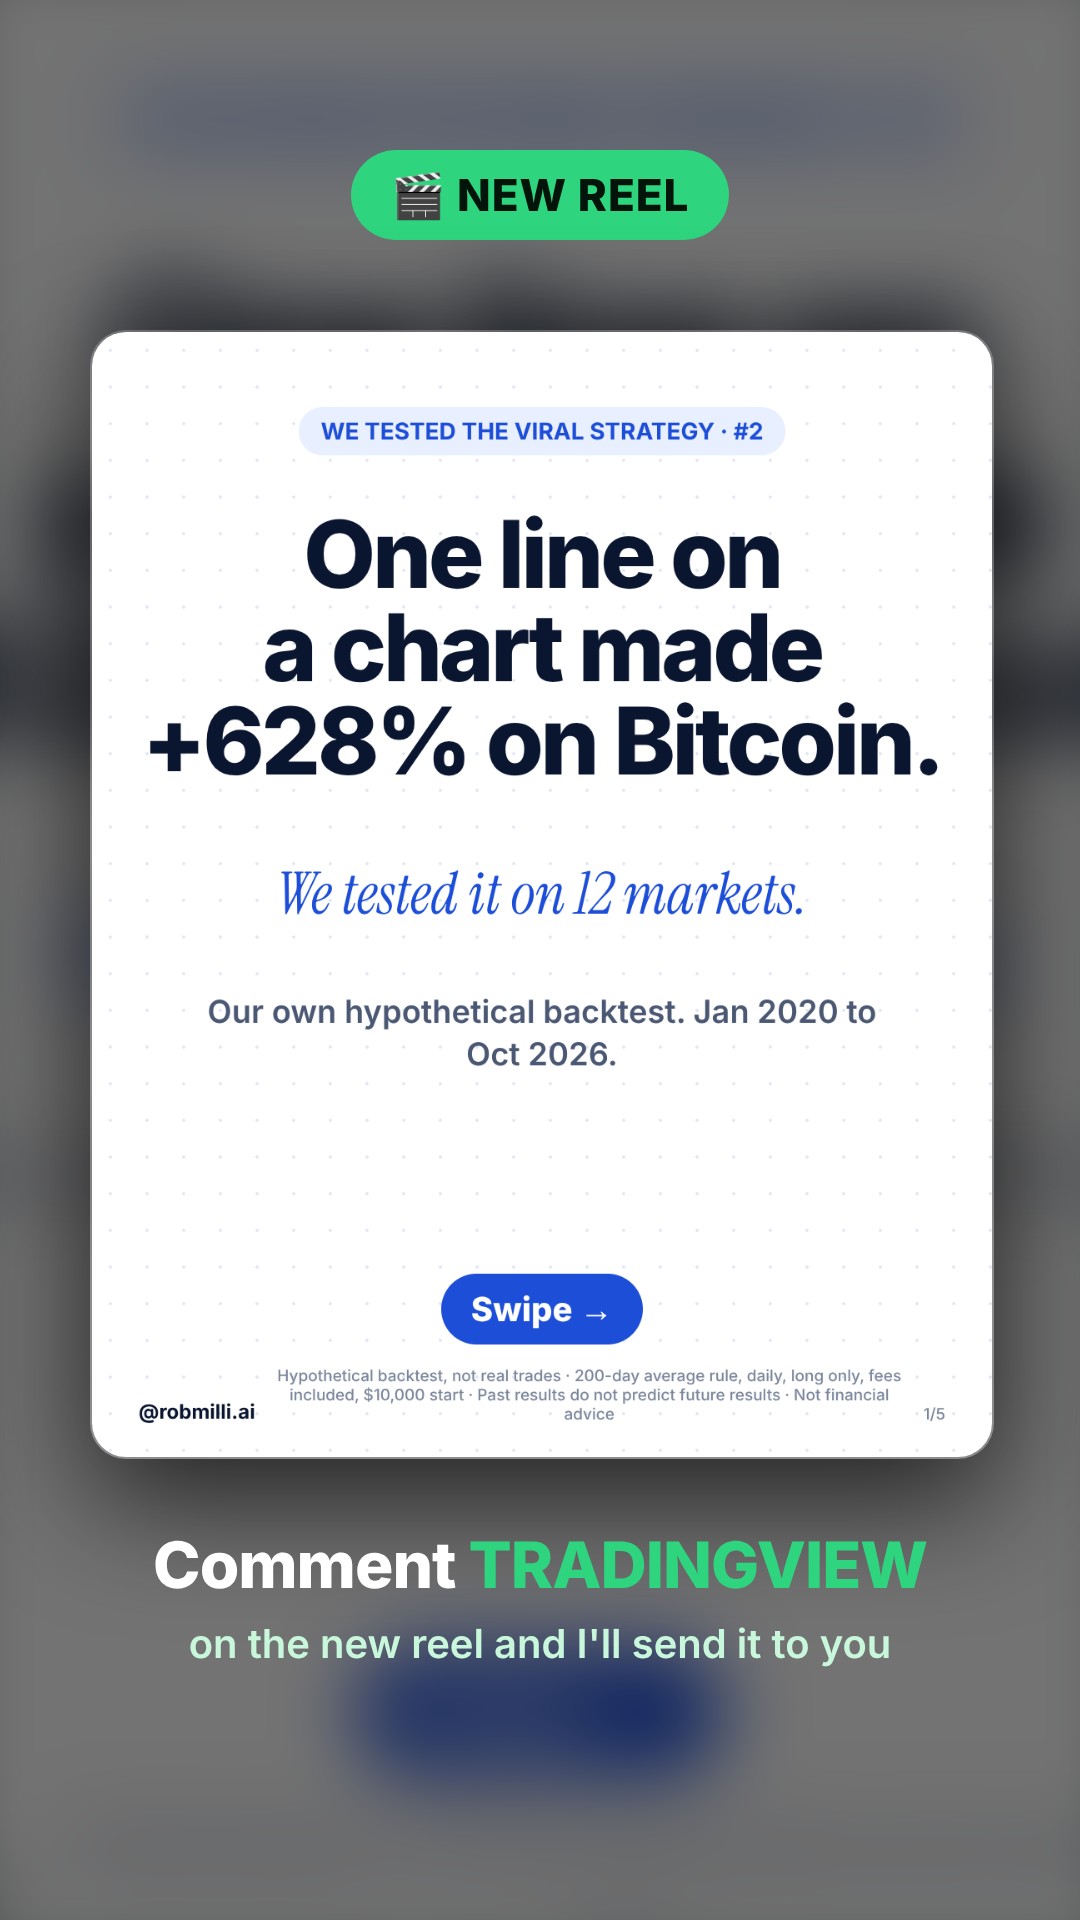 🎬 NEW REEL
WE TESTED THE VIRAL STRATEGY · #2
One line on
a chart made
+628% on Bitcoin.
We tested it on 12 markets.
Our own hypothetical backtest. Jan 2020 to
Oct 2026.
Swipe →
Hypothetical backtest, not real trades · 200-day average rule, daily, long only, fees
included, $10,000 start · Past results do not predict future results · Not financial
advice
@robmilli.ai
1/5
Comment TRADINGVIEW
on the new reel and I'll send it to you